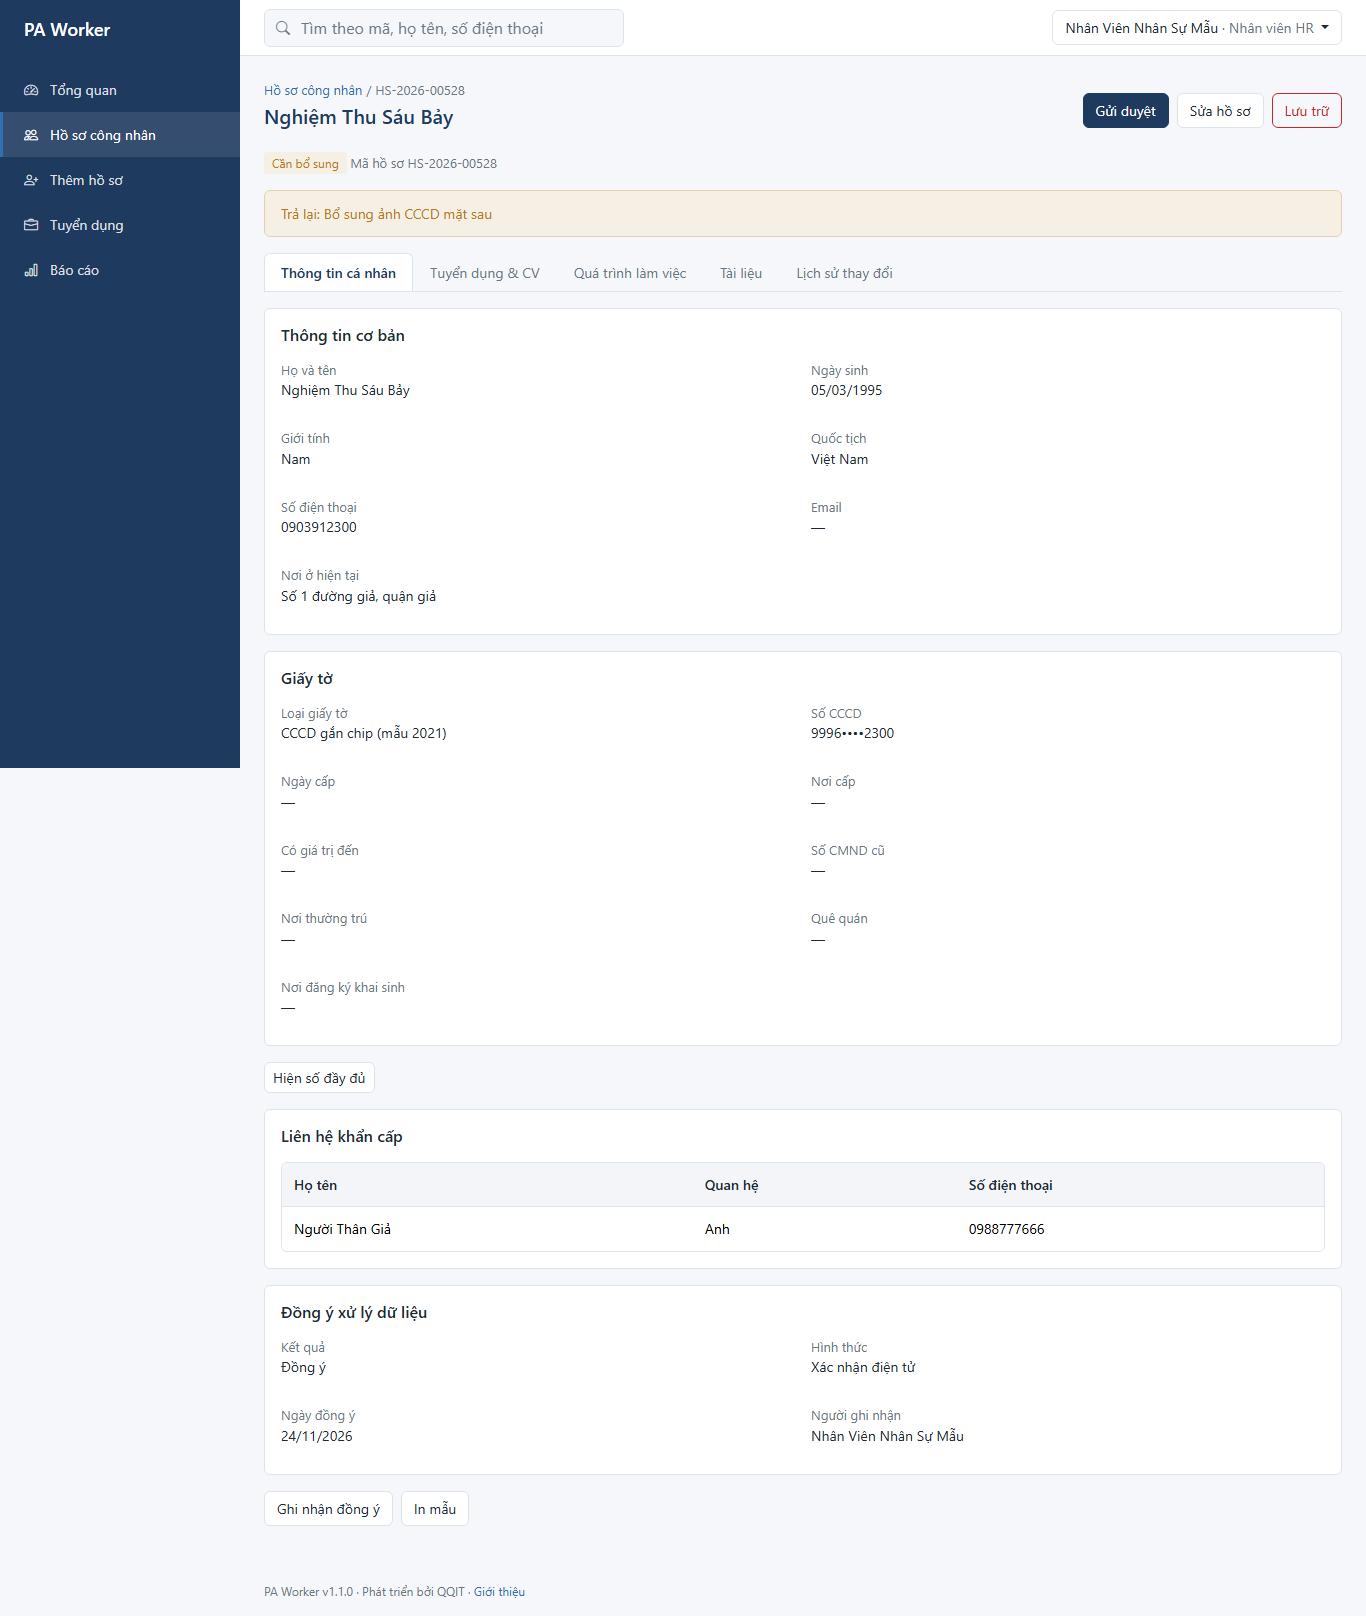 PA Worker
Tìm theo mã, họ tên, số điện thoại
Nhân Viên Nhân Sự Mẫu · Nhân viên HR
Tổng quan
Hồ sơ công nhân
Thêm hồ sơ
Tuyển dụng
Báo cáo
Hồ sơ công nhân / HS-2026-00528
Nghiệm Thu Sáu Bảy
Gửi duyệt
Sửa hồ sơ
Lưu trữ
Cần bổ sung Mã hồ sơ HS-2026-00528
Trả lại: Bổ sung ảnh CCCD mặt sau
Thông tin cá nhân
Tuyển dụng & CV
Quá trình làm việc
Tài liệu
Lịch sử thay đổi
Thông tin cơ bản
Họ và tên
Nghiệm Thu Sáu Bảy
Ngày sinh
05/03/1995
Giới tính
Nam
Quốc tịch
Việt Nam
Số điện thoại
0903912300
Email
—
Nơi ở hiện tại
Số 1 đường giả, quận giả
Giấy tờ
Loại giấy tờ
CCCD gắn chip (mẫu 2021)
Số CCCD
9996••••2300
Ngày cấp
—
Nơi cấp
—
Có giá trị đến
—
Số CMND cũ
—
Nơi thường trú
—
Quê quán
—
Nơi đăng ký khai sinh
—
Hiện số đầy đủ
Liên hệ khẩn cấp
Họ tên
Quan hệ
Số điện thoại
Người Thân Giả
Anh
0988777666
Đồng ý xử lý dữ liệu
Kết quả
Đồng ý
Hình thức
Xác nhận điện tử
Ngày đồng ý
24/11/2026
Người ghi nhận
Nhân Viên Nhân Sự Mẫu
Ghi nhận đồng ý
In mẫu
PA Worker v1.1.0 · Phát triển bởi QQIT · Giới thiệu